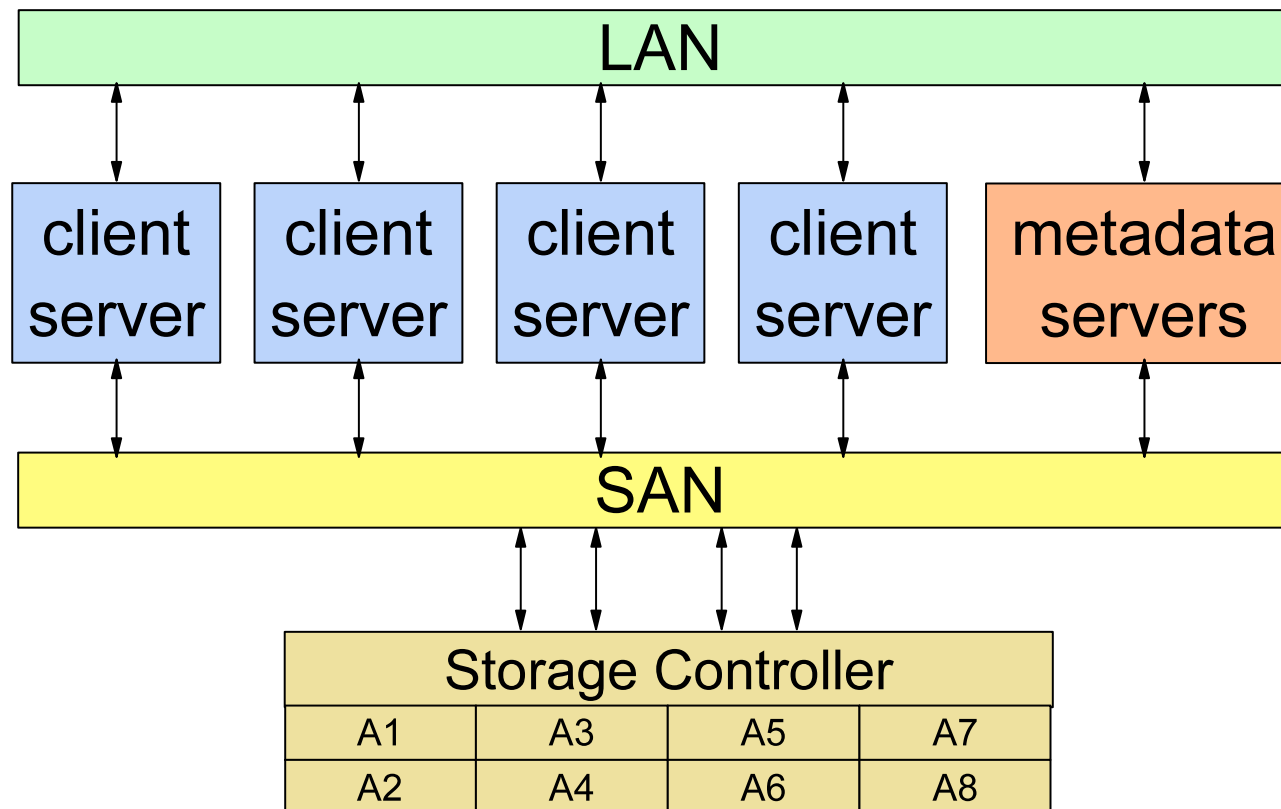 LAN
client client client client metadata
server server server server servers
SAN
Storage Controller
A1 A3 A5 A7
A2 A4 A6 A8